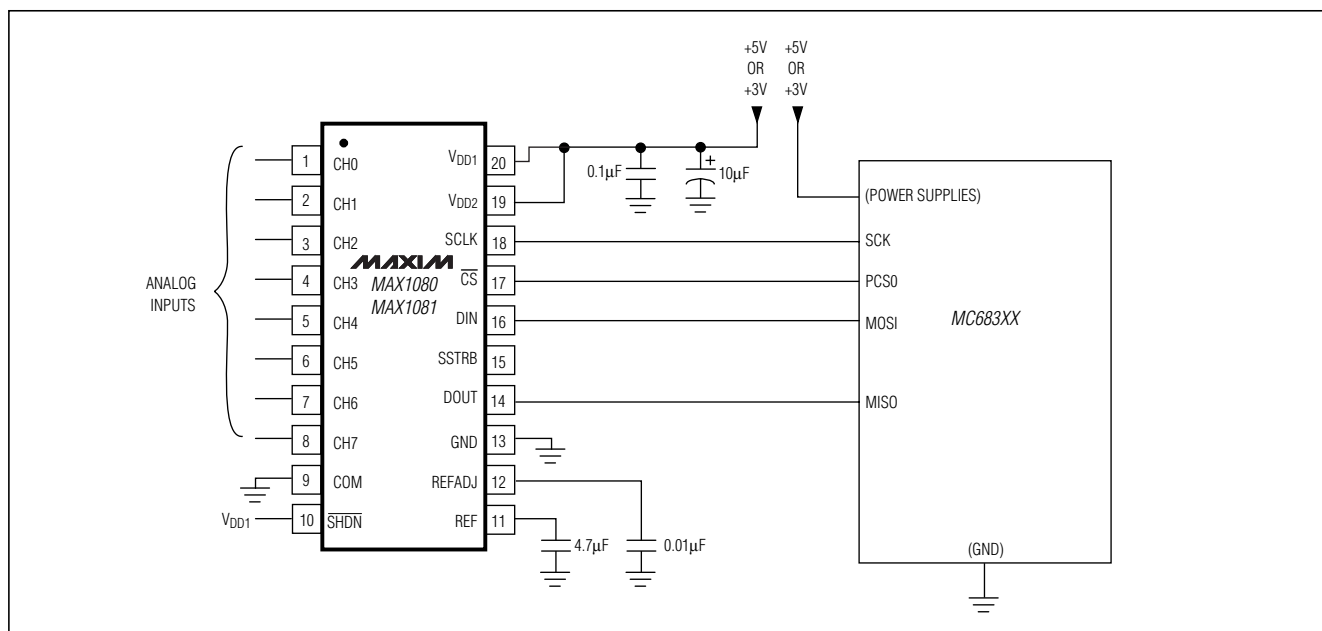 +5V
OR
+3V
+5V
OR
+3V
ANALOG
INPUTS
1 CH0
2 CH1
3 CH2
4 CH3
5 CH4
6 CH5
7 CH6
8 CH7
9 COM
VDD1 10 SHDN
MAXIM
MAX1080
MAX1081
VDD1 20
VDD2 19
SCLK 18
CS 17
DIN 16
SSTRB 15
DOUT 14
GND 13
REFADJ 12
REF 11
0.1µF
+
10µF
4.7µF
0.01µF
(POWER SUPPLIES)
SCK
PCS0
MOSI
MC683XX
MISO
(GND)